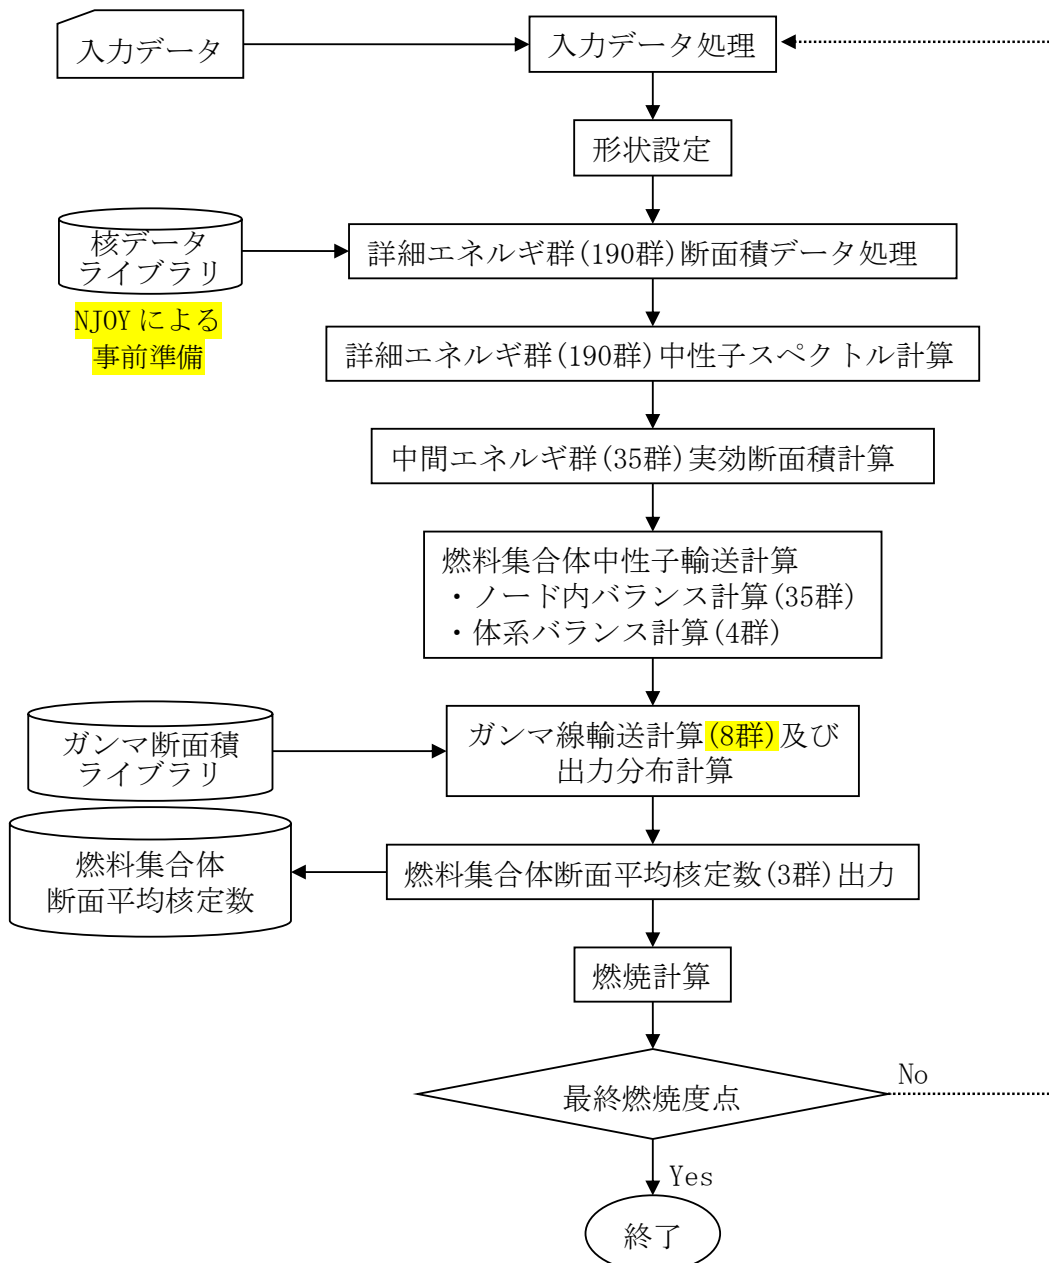 入力データ
入力データ処理
形状設定
核データ
ライブラリ
詳細エネルギ群(190群)断面積データ処理
NJOYによる
事前準備
詳細エネルギ群(190群)中性子スペクトル計算
中間エネルギ群(35群)実効断面積計算
燃料集合体中性子輸送計算
・ノード内バランス計算(35群)
・体系バランス計算(4群)
ガンマ断面積
ライブラリ
ガンマ線輸送計算(8群)及び
出力分布計算
燃料集合体
断面平均核定数
燃料集合体断面平均核定数(3群)出力
燃焼計算
最終燃焼度点
No
Yes
終了